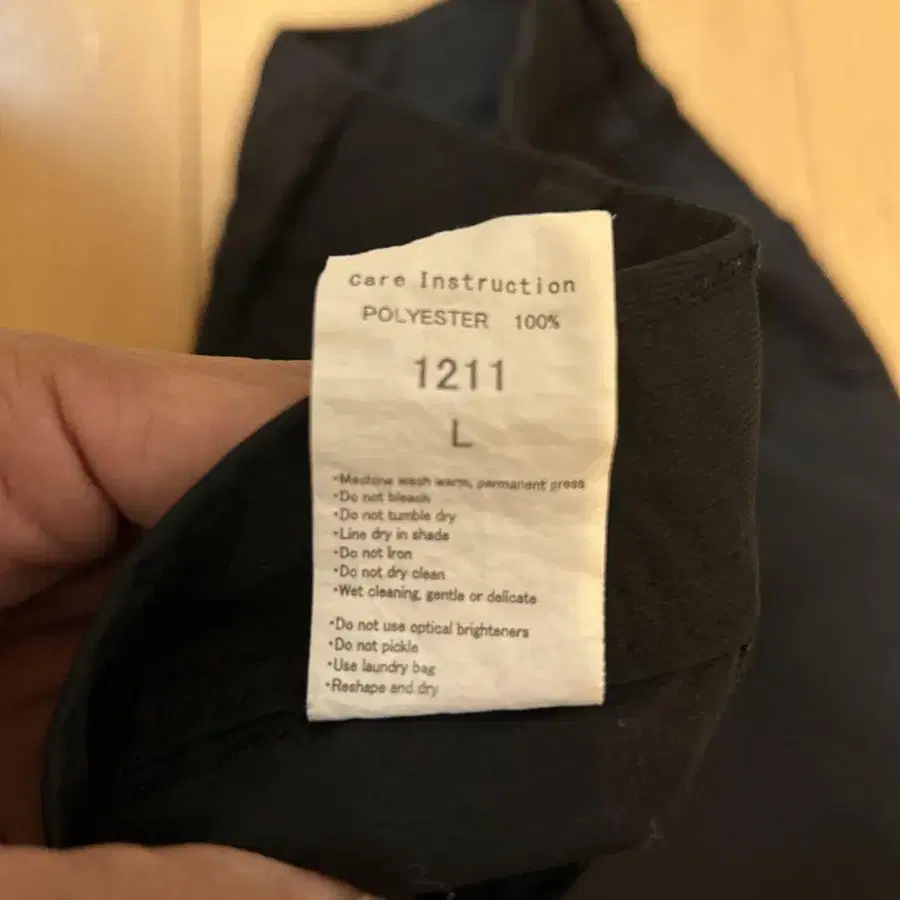 care Instruction
POLYESTER 100%
1211
L
•Machine wash warm, permanent press
•Do not bleach
•Do not tumble dry
•Line dry in shade
•Do not Iron
•Do not dry clean
•Wet cleaning, gentle or delicate
•Do not use optical brighteners
•Do not pickle
•Use laundry bag
•Reshape and dry